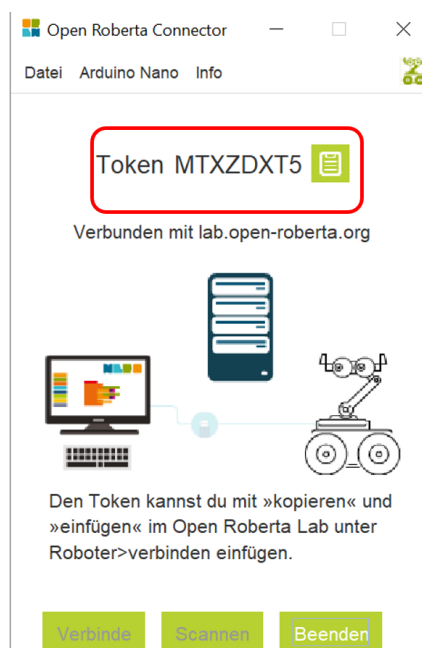 Open Roberta Connector
Datei Arduino Nano Info
Token MTXZDXT5
Verbunden mit lab.open-roberta.org
Den Token kannst du mit »kopieren« und
»einfügen« im Open Roberta Lab unter
Roboter>verbinden einfügen.
Verbinde Scannen Beenden